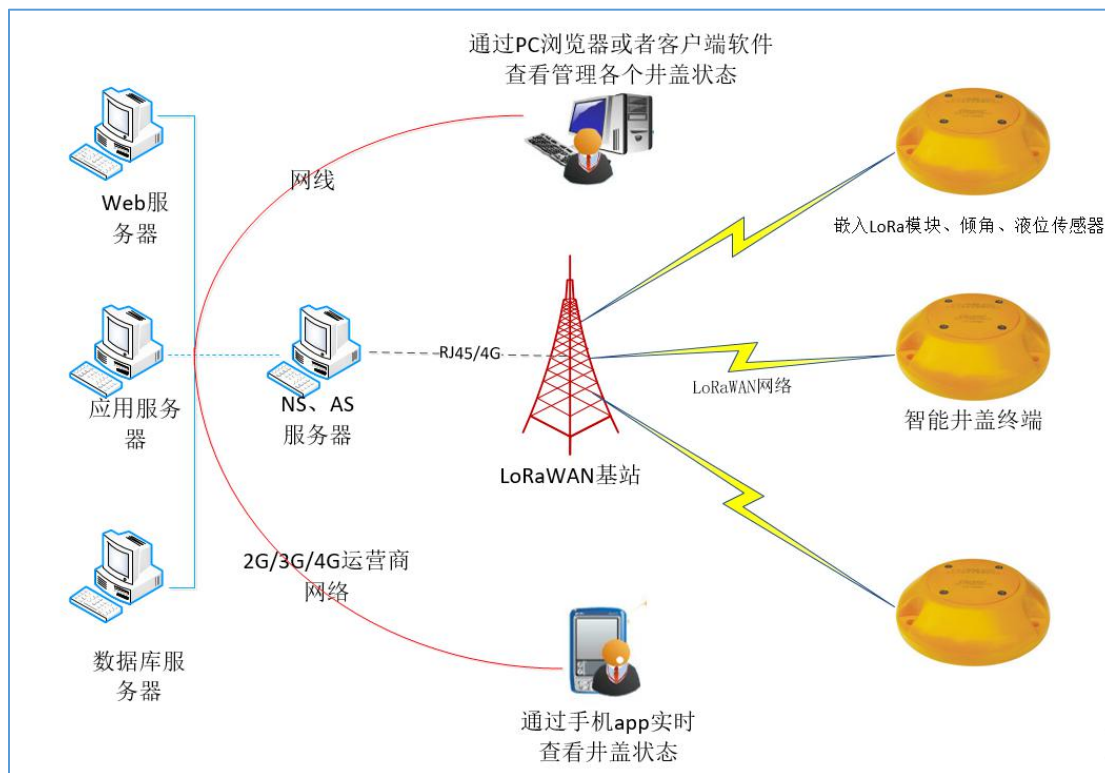 通过PC浏览器或者客户端软件
查看管理各个井盖状态
网线
Web服
务器
嵌入LoRa模块、倾角、液位传感器
RJ45/4G
LoRaWAN网络
应用服务
器
NS、AS
服务器
智能井盖终端
LoRaWAN基站
2G/3G/4G运营商
网络
数据库服
务器
通过手机app实时
查看井盖状态